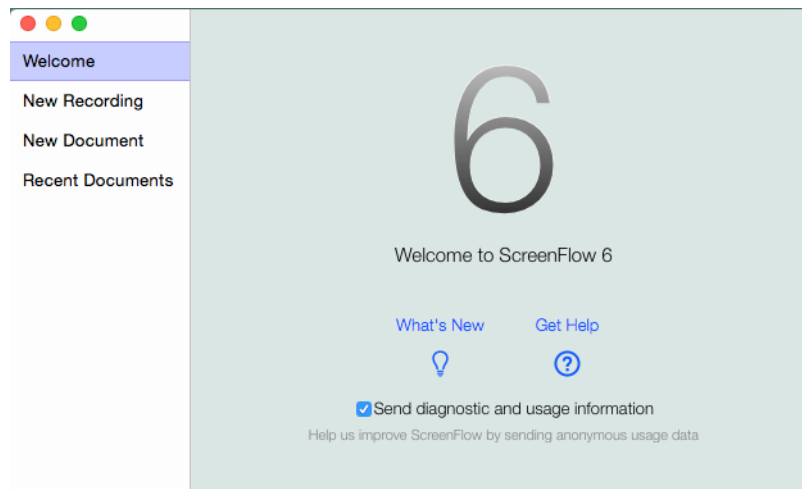 Welcome
New Recording
New Document
Recent Documents
6
Welcome to ScreenFlow 6
What's New Get Help
Send diagnostic and usage information
Help us improve ScreenFlow by sending anonymous usage data